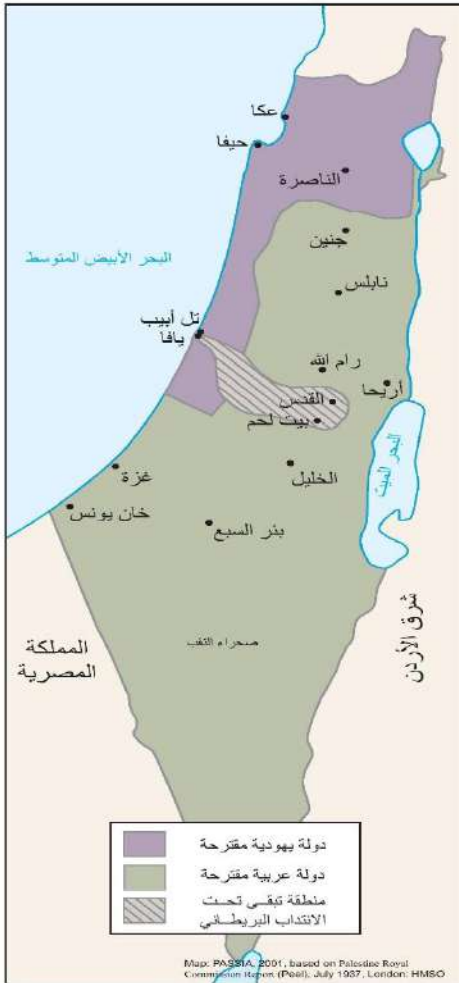 عكا
حيفا
الناصرة
جنين
البحر الأبيض المتوسط
نابلس
تل أبيب
يافا
رام الله
أريحا
القدس
بيت لحم
البحر الميت
الخليل
غزة
خان يونس
بئر السبع
شرق الأردن
المملكة
المصرية
صحراء النقب
دولة يهودية مقترحة
دولة عربية مقترحة
منطقة تبقى تحت
الانتداب البريطاني
Map: PASSIA, 2001, based on Palestine Royal
Commission Report (Peel), July 1937, London: HMSO